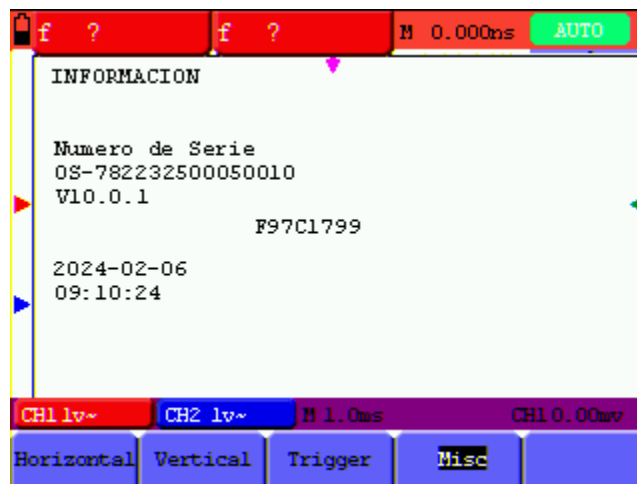 f ? f ? M 0.000ns AUTO
INFORMACION
Numero de Serie
OS-782232500050010
V10.0.1
F97C1799
2024-02-06
09:10:24
CH1 1v~ CH2 1v~ M 1.0ms CH1 0.00mv
Horizontal Vertical Trigger Misc